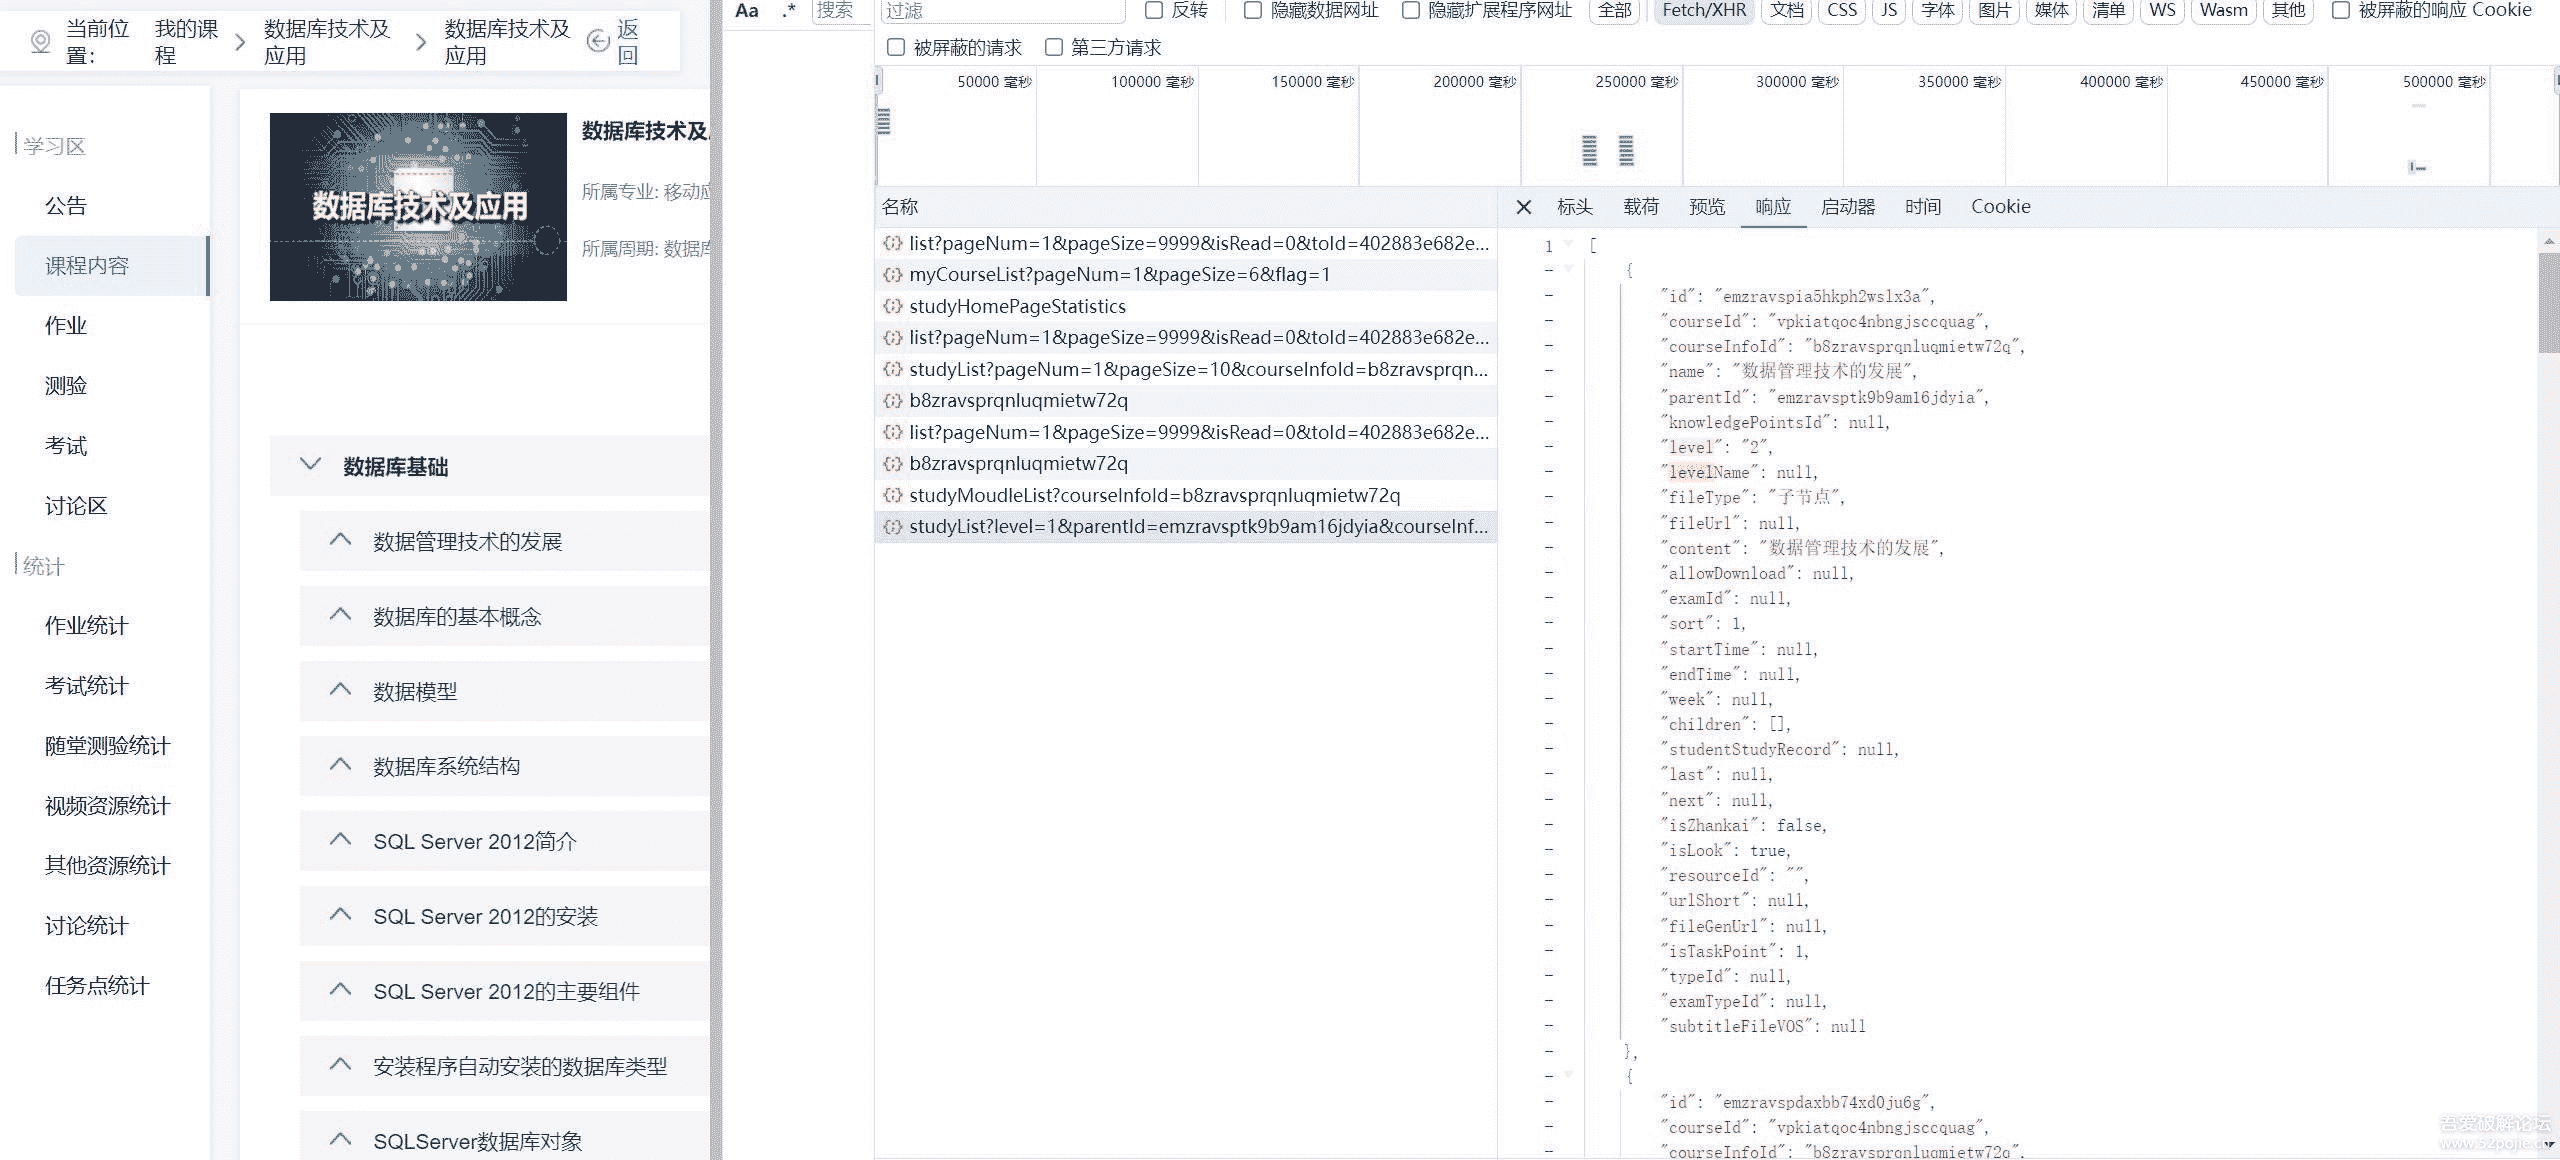 当前位置：
我的课程
数据库技术及应用
数据库技术及应用
返回
学习区
公告
课程内容
作业
测验
考试
讨论区
统计
作业统计
考试统计
随堂测验统计
视频资源统计
其他资源统计
讨论统计
任务点统计
数据库技术及应用
数据库技术及
所属专业: 移动应
所属周期: 数据库
数据库基础
数据管理技术的发展
数据库的基本概念
数据模型
数据库系统结构
SQL Server 2012简介
SQL Server 2012的安装
SQL Server 2012的主要组件
安装程序自动安装的数据库类型
SQLServer数据库对象
Aa .* 搜索
过滤 反转 隐藏数据网址 隐藏扩展程序网址 全部 Fetch/XHR 文档 CSS JS 字体 图片 媒体 清单 WS Wasm 其他 被屏蔽的响应 Cookie
被屏蔽的请求 第三方请求
50000 毫秒 100000 毫秒 150000 毫秒 200000 毫秒 250000 毫秒 300000 毫秒 350000 毫秒 400000 毫秒 450000 毫秒 500000 毫秒
名称
list?pageNum=1&pageSize=9999&isRead=0&toId=402883e682e...
myCourseList?pageNum=1&pageSize=6&flag=1
studyHomePageStatistics
list?pageNum=1&pageSize=9999&isRead=0&toId=402883e682e...
studyList?pageNum=1&pageSize=10&courseInfoId=b8zravsprqn...
b8zravsprqnluqmietw72q
list?pageNum=1&pageSize=9999&isRead=0&toId=402883e682e...
b8zravsprqnluqmietw72q
studyMoudleList?courseInfoId=b8zravsprqnluqmietw72q
studyList?level=1&parentId=emzravsptk9b9am16jdyia&courseInf...
标头 载荷 预览 响应 启动器 时间 Cookie
1 [
{
"id": "emzravspia5hkph2wslx3a",
"courseId": "vpkiatqoc4nbngjsccquag",
"courseInfoId": "b8zravsprqnluqmietw72q",
"name": "数据管理技术的发展",
"parentId": "emzravsptk9b9am16jdyia",
"knowledgePointsId": null,
"level": "2",
"levelName": null,
"fileType": "子节点",
"fileUrl": null,
"content": "数据管理技术的发展",
"allowDownload": null,
"examId": null,
"sort": 1,
"startTime": null,
"endTime": null,
"week": null,
"children": [],
"studentStudyRecord": null,
"last": null,
"next": null,
"isZhankai": false,
"isLook": true,
"resourceId": "",
"urlShort": null,
"fileGenUrl": null,
"isTaskPoint": 1,
"typeId": null,
"examTypeId": null,
"subtitleFileVOS": null
},
{
"id": "emzravspdaxbb74xd0ju6g",
"courseId": "vpkiatqoc4nbngjsccquag",
"courseInfoId": "b8zravsprqnluqmietw72q",
吾爱破解论坛
www.52pojie.cn